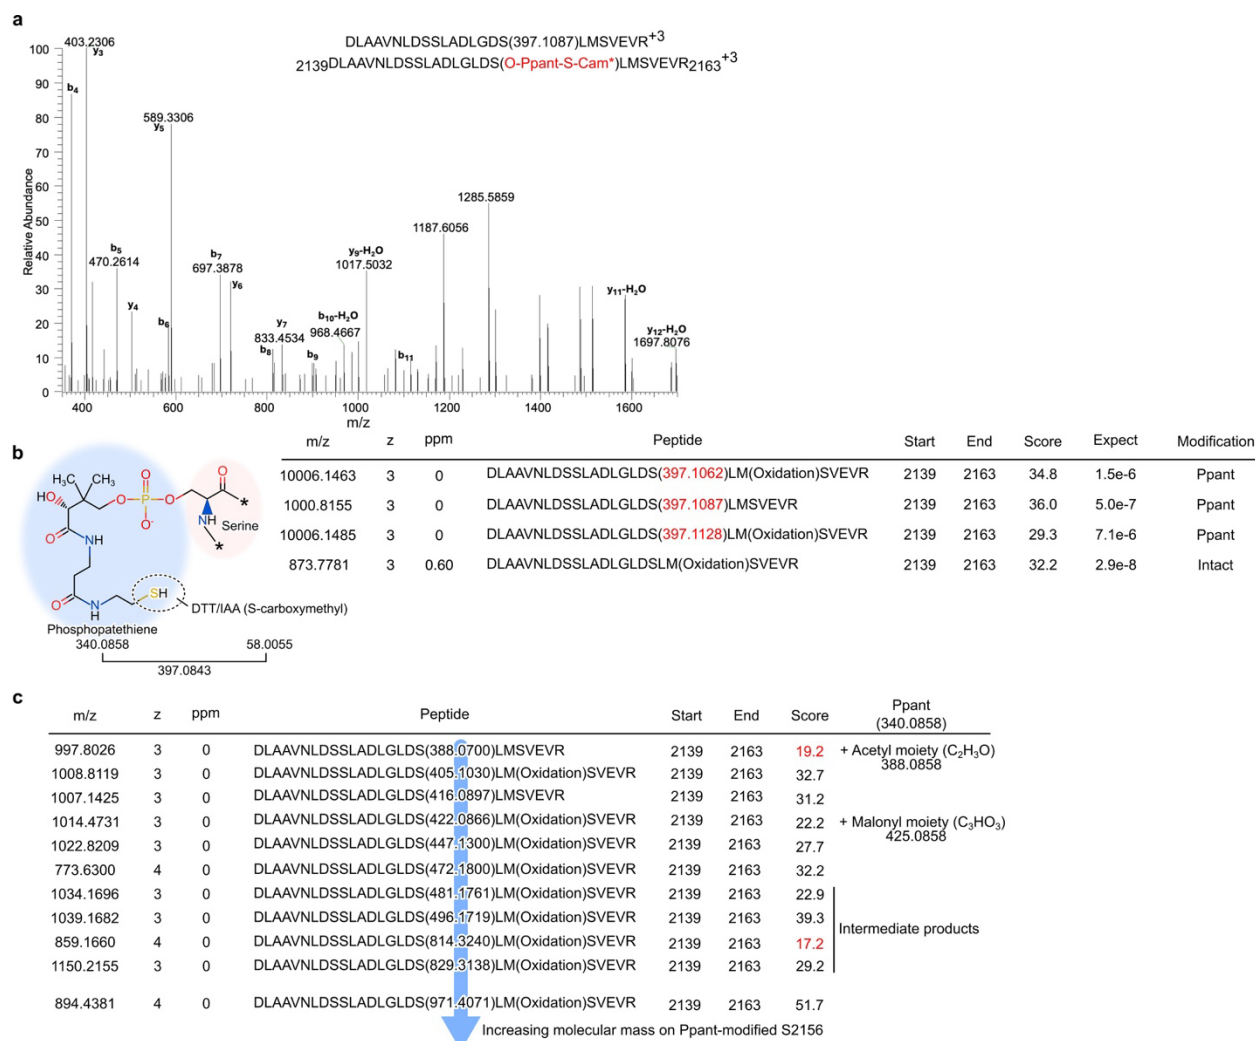 a
DLAAVNLDSSLADLGDS(397.1087)LMSVEVR+3
2139DLAAVNLDSSLADLGLDS(O-Ppant-S-Cam*)LMSVEVR2163+3
Relative Abundance
100
90
80
70
60
50
40
30
20
10
0
403.2306
y3
b4
589.3306
y5
b5
470.2614
y4
b6
b7
697.3878
y6
y7
833.4534
b8
b9
b10-H2O
968.4667
y9-H2O
1017.5032
b11
1187.6056
1285.5859
y11-H2O
y12-H2O
1697.8076
400 600 800 1000 1200 1400 1600
m/z
b
H3C CH3
HO
O
O
P
O-
O
O
NH
Serine
*
*
O
NH
O
N
H
SH
DTT/IAA (S-carboxymethyl)
Phosphopatethiene
340.0858 58.0055
397.0843
m/z z ppm Peptide Start End Score Expect Modification
10006.1463 3 0 DLAAVNLDSSLADLGLDS(397.1062)LM(Oxidation)SVEVR 2139 2163 34.8 1.5e-6 Ppant
1000.8155 3 0 DLAAVNLDSSLADLGLDS(397.1087)LMSVEVR 2139 2163 36.0 5.0e-7 Ppant
10006.1485 3 0 DLAAVNLDSSLADLGLDS(397.1128)LM(Oxidation)SVEVR 2139 2163 29.3 7.1e-6 Ppant
873.7781 3 0.60 DLAAVNLDSSLADLGLDSLM(Oxidation)SVEVR 2139 2163 32.2 2.9e-8 Intact
c
m/z z ppm Peptide Start End Score Ppant
(340.0858)
997.8026 3 0 DLAAVNLDSSLADLGLDS(388.0700)LMSVEVR 2139 2163 19.2 + Acetyl moiety (C2H3O)
388.0858
1008.8119 3 0 DLAAVNLDSSLADLGLDS(405.1030)LM(Oxidation)SVEVR 2139 2163 32.7
1007.1425 3 0 DLAAVNLDSSLADLGLDS(416.0897)LMSVEVR 2139 2163 31.2
1014.4731 3 0 DLAAVNLDSSLADLGLDS(422.0866)LM(Oxidation)SVEVR 2139 2163 22.2 + Malonyl moiety (C3HO3)
425.0858
1022.8209 3 0 DLAAVNLDSSLADLGLDS(447.1300)LM(Oxidation)SVEVR 2139 2163 27.7
773.6300 4 0 DLAAVNLDSSLADLGLDS(472.1800)LM(Oxidation)SVEVR 2139 2163 32.2
1034.1696 3 0 DLAAVNLDSSLADLGLDS(481.1761)LM(Oxidation)SVEVR 2139 2163 22.9
1039.1682 3 0 DLAAVNLDSSLADLGLDS(496.1719)LM(Oxidation)SVEVR 2139 2163 39.3
Intermediate products
859.1660 4 0 DLAAVNLDSSLADLGLDS(814.3240)LM(Oxidation)SVEVR 2139 2163 17.2
1150.2155 3 0 DLAAVNLDSSLADLGLDS(829.3138)LM(Oxidation)SVEVR 2139 2163 29.2
894.4381 4 0 DLAAVNLDSSLADLGLDS(971.4071)LM(Oxidation)SVEVR 2139 2163 51.7
Increasing molecular mass on Ppant-modified S2156